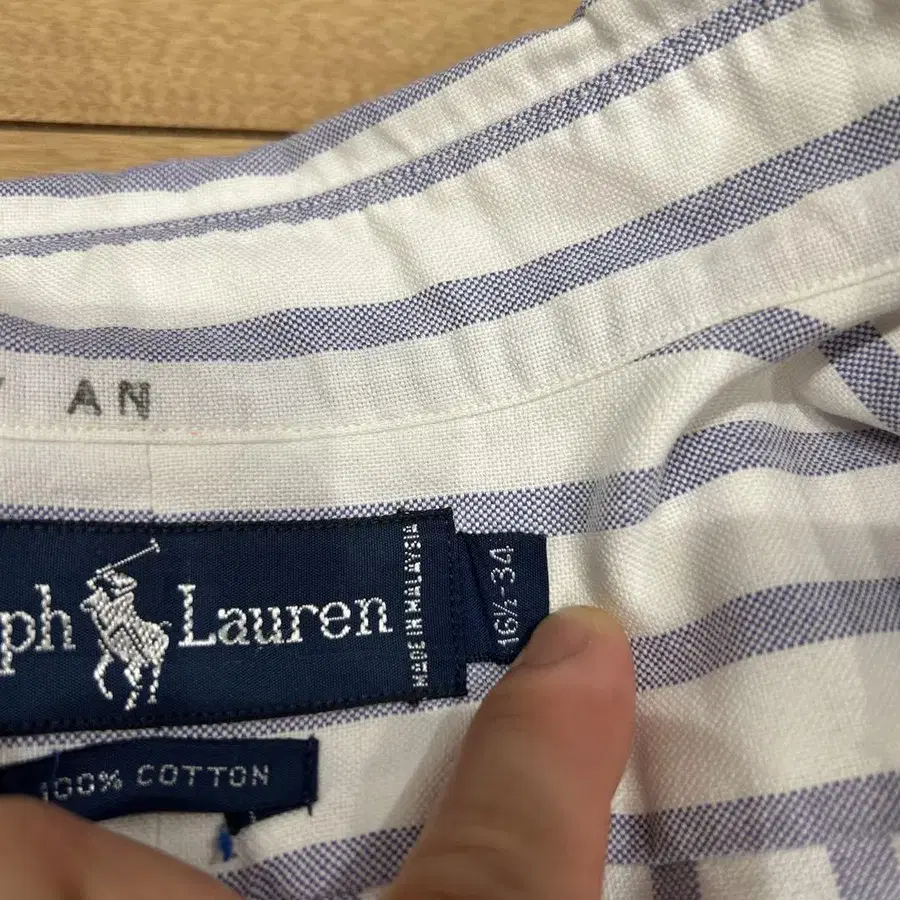 AN
ph Lauren
MADE IN MALAYSIA
16½-34
100% COTTON